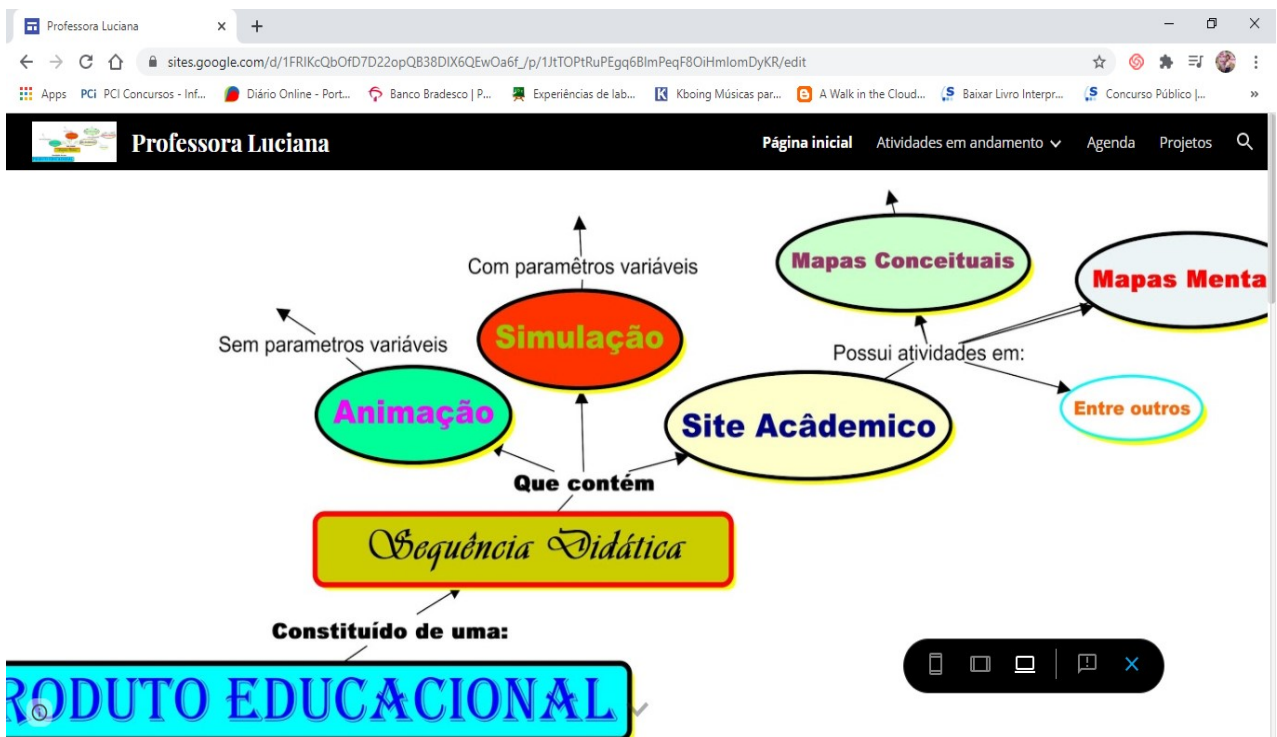 Professora Luciana
sites.google.com/d/1FRIKcQbOfD7D22opQB38DIX6QEwOa6f_/p/1JtTOPtRuPEgq6BImPeqF8OiHmIomDyKR/edit
Apps PCi PCI Concursos - Inf... Diário Online - Port... Banco Bradesco | P... Experiências de lab... Kboing Músicas par... A Walk in the Cloud... Baixar Livro Interpr... Concurso Público |... »
Professora Luciana Página inicial Atividades em andamento Agenda Projetos
Com paramêtros variáveis
Mapas Conceituais
Mapas Menta
Sem parametros variáveis
Simulação
Possui atividades em:
Animação
Site Acâdemico
Entre outros
Que contém
Sequência Didática
Constituído de uma:
RODUTO EDUCACIONAL